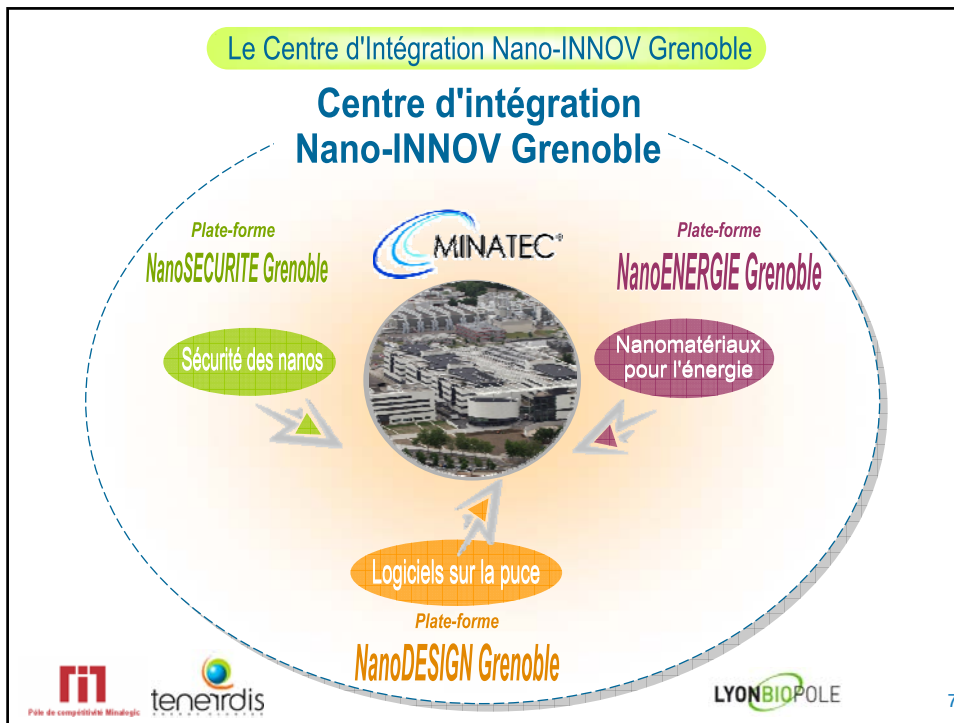 Le Centre d'Intégration Nano-INNOV Grenoble
Centre d'intégration
Nano-INNOV Grenoble
Plate-forme
NanoSECURITE Grenoble
MINATEC®
Plate-forme
NanoENERGIE Grenoble
Sécurité des nanos
Nanomatériaux
pour l'énergie
Logiciels sur la puce
Plate-forme
NanoDESIGN Grenoble
Pôle de compétitivité Minalogic
tenerrdis
ENERGY CLUSTER
LYONBIOPOLE
7